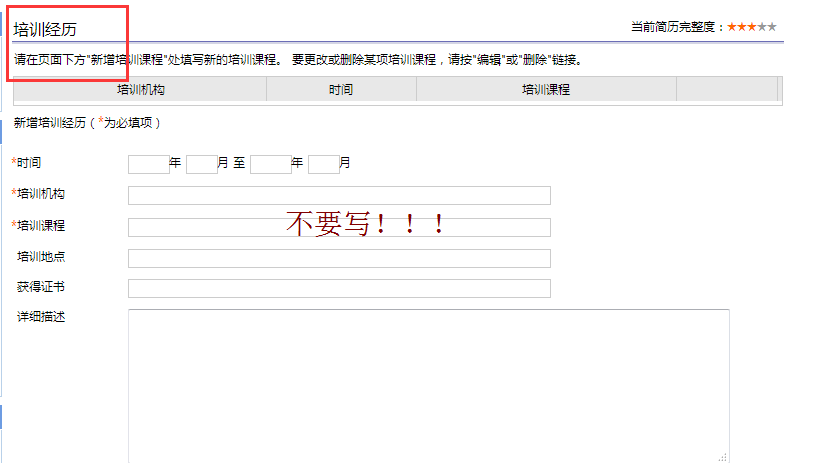 培训经历
当前简历完整度：★★★★★
请在页面下方"新增培训课程"处填写新的培训课程。 要更改或删除某项培训课程，请按"编辑"或"删除"链接。
培训机构 时间 培训课程
新增培训经历（*为必填项）
*时间 年 月 至 年 月
*培训机构
*培训课程 不要写！！！
培训地点
获得证书
详细描述